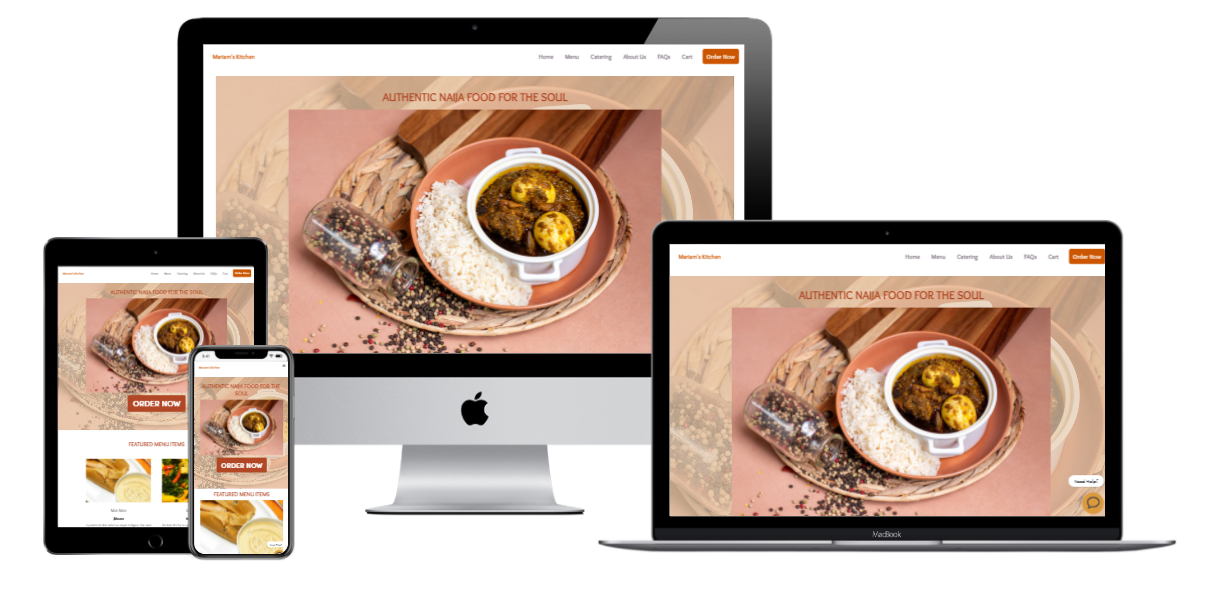 Mariam's Kitchen
Home Menu Catering About Us FAQs Cart Order Now
AUTHENTIC NAIJA FOOD FOR THE SOUL
Mariam's Kitchen
Home Menu Catering About Us FAQs Cart Order Now
AUTHENTIC NAIJA FOOD FOR THE SOUL
Need Help?
MacBook
Mariam's Kitchen
Home Menu Catering About Us FAQs Cart Order Now
AUTHENTIC NAIJA FOOD FOR THE SOUL
ORDER NOW
FEATURED MENU ITEMS
Mariam's Kitchen
AUTHENTIC NAIJA FOOD FOR THE
SOUL
ORDER NOW
FEATURED MENU ITEMS